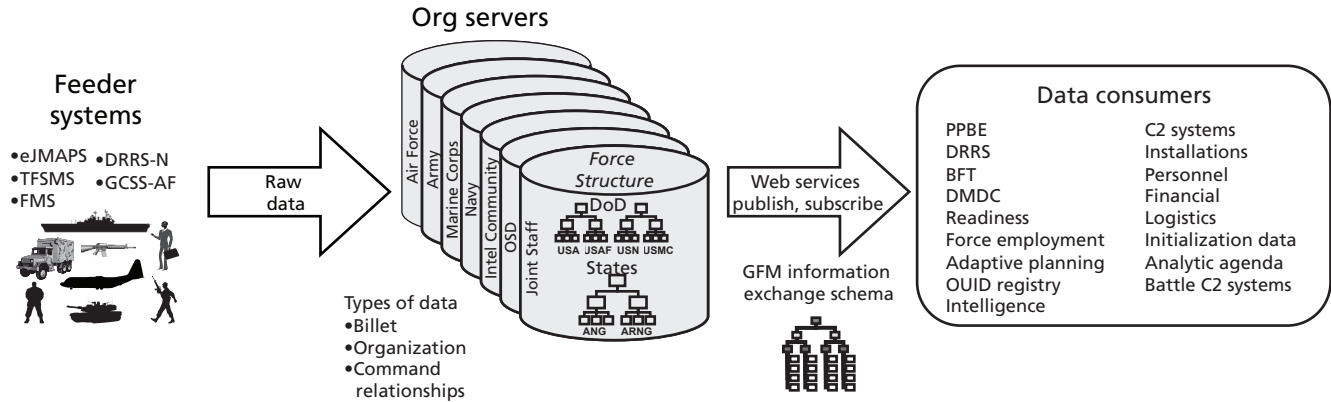 Org servers
Feeder
systems
•eJMAPS •DRRS-N
•TFSMS •GCSS-AF
•FMS
Raw
data
Air Force
Army
Marine Corps
Navy
Intel Community
OSD
Joint Staff
Force
Structure
DoD
USA USAF USN USMC
States
ANG ARNG
Types of data
•Billet
•Organization
•Command
relationships
Web services
publish, subscribe
GFM information
exchange schema
Data consumers
PPBE
DRRS
BFT
DMDC
Readiness
Force employment
Adaptive planning
OUID registry
Intelligence
C2 systems
Installations
Personnel
Financial
Logistics
Initialization data
Analytic agenda
Battle C2 systems